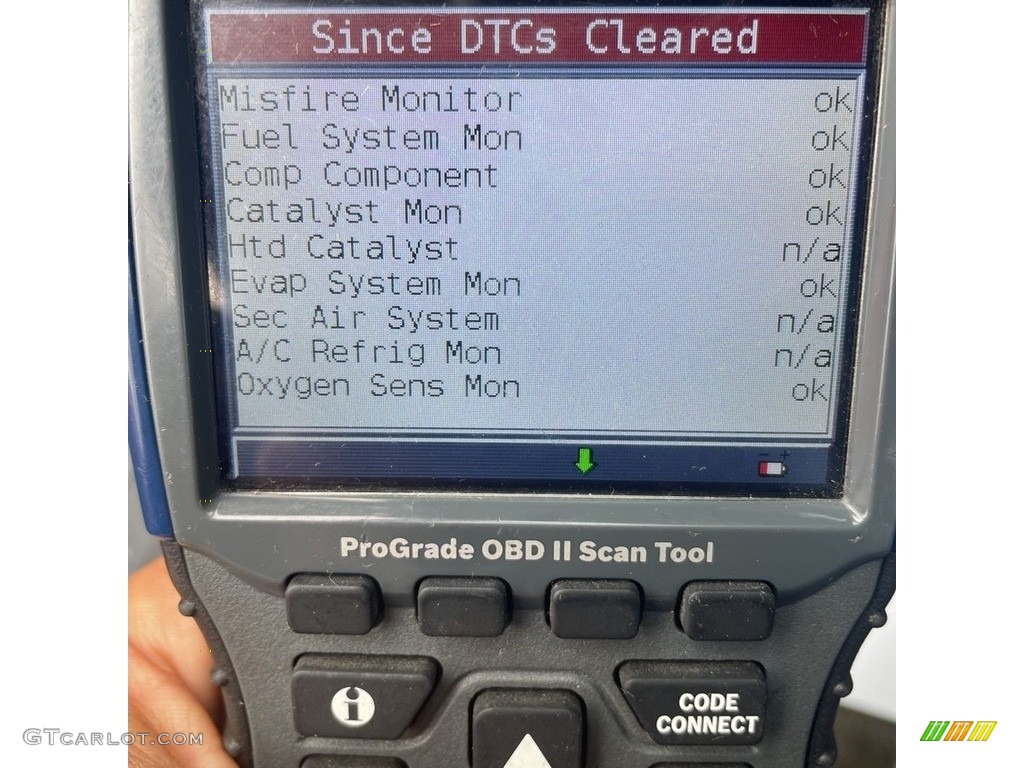 Since DTCs Cleared
Misfire Monitor ok
Fuel System Mon ok
Comp Component ok
Catalyst Mon ok
Htd Catalyst n/a
Evap System Mon ok
Sec Air System n/a
A/C Refrig Mon n/a
Oxygen Sens Mon ok
- +
ProGrade OBD II Scan Tool
i
CODE
CONNECT
GTCARLOT.COM